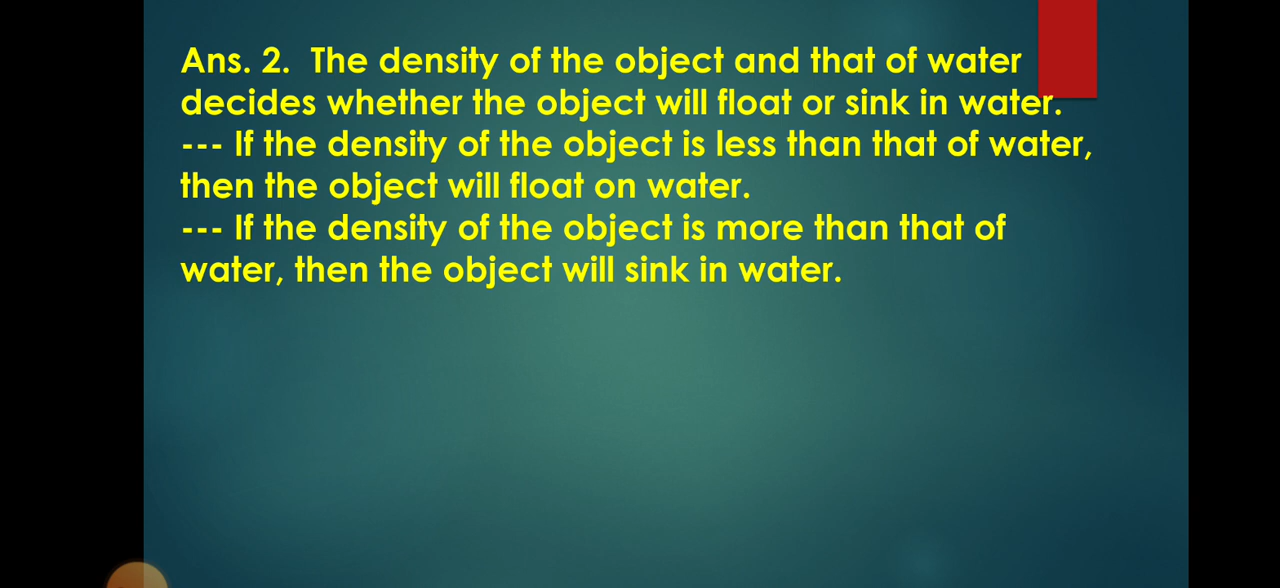 Ans. 2.  The density of the object and that of water
decides whether the object will float or sink in water.
--- If the density of the object is less than that of water,
then the object will float on water.
--- If the density of the object is more than that of
water, then the object will sink in water.